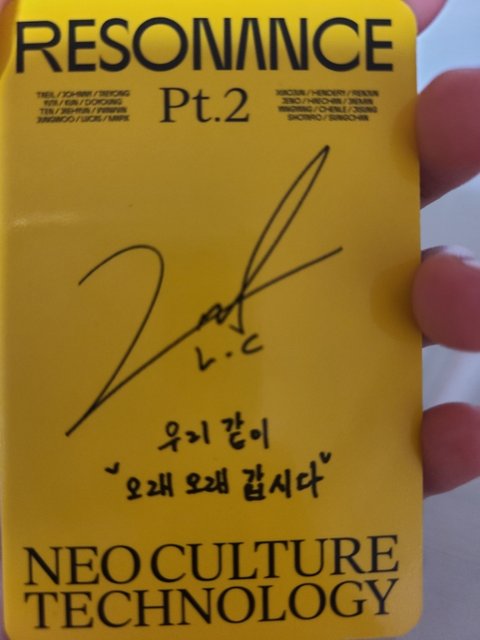 RESONANCE
Pt.2
TAEIL / JOHNNY / TAEYONG
YUTA / KUN / DOYOUNG
TEN / JAEHYUN / WINWIN
JUNGWOO / LUCAS / MARK
XIAOJUN / HENDERY / RENJUN
JENO / HAECHAN / JAEMIN
YANGYANG / CHENLE / JISUNG
SHOTARO / SUNGCHAN
L.C
우리 같이
"오래 오래 갑시다"
NEO CULTURE
TECHNOLOGY